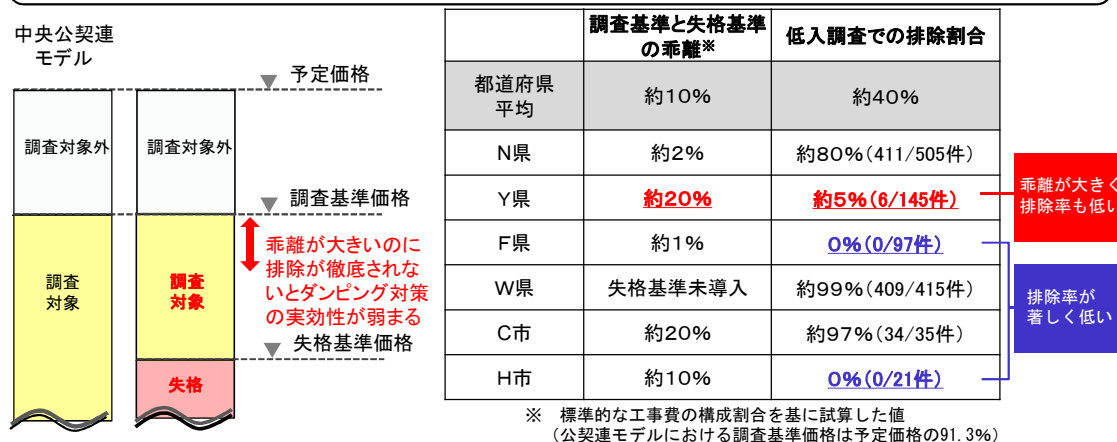 中央公契連
モデル
予定価格
調査対象外
調査対象外
調査基準価格
乖離が大きいのに
排除が徹底されな
いとダンピング対策
の実効性が弱まる
調査
対象
調査
対象
失格基準価格
失格
調査基準と失格基準
の乖離※
低入調査での排除割合
都道府県
平均
約10%
約40%
N県
約2%
約80%(411/505件)
Y県
約20%
約5%(6/145件)
F県
約1%
0%(0/97件)
W県
失格基準未導入
約99%(409/415件)
C市
約20%
約97%(34/35件)
H市
約10%
0%(0/21件)
乖離が大きく
排除率も低い
排除率が
著しく低い
※ 標準的な工事費の構成割合を基に試算した値
(公契連モデルにおける調査基準価格は予定価格の91.3%)